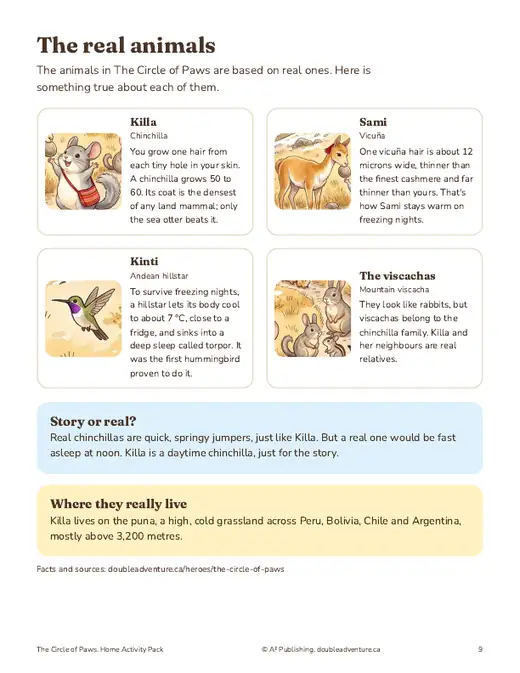 The real animals
The animals in The Circle of Paws are based on real ones. Here is
something true about each of them.
Killa
Chinchilla
You grow one hair from
each tiny hole in your skin.
A chinchilla grows 50 to
60. Its coat is the densest
of any land mammal; only
the sea otter beats it.
Sami
Vicuña
One vicuña hair is about 12
microns wide, thinner than
the finest cashmere and far
thinner than yours. That's
how Sami stays warm on
freezing nights.
Kinti
Andean hillstar
To survive freezing nights,
a hillstar lets its body cool
to about 7 °C, close to a
fridge, and sinks into a
deep sleep called torpor. It
was the first hummingbird
proven to do it.
The viscachas
Mountain viscacha
They look like rabbits, but
viscachas belong to the
chinchilla family. Killa and
her neighbours are real
relatives.
Story or real?
Real chinchillas are quick, springy jumpers, just like Killa. But a real one would be fast
asleep at noon. Killa is a daytime chinchilla, just for the story.
Where they really live
Killa lives on the puna, a high, cold grassland across Peru, Bolivia, Chile and Argentina,
mostly above 3,200 metres.
Facts and sources: doubleadventure.ca/heroes/the-circle-of-paws
The Circle of Paws. Home Activity Pack
© A² Publishing, doubleadventure.ca
9